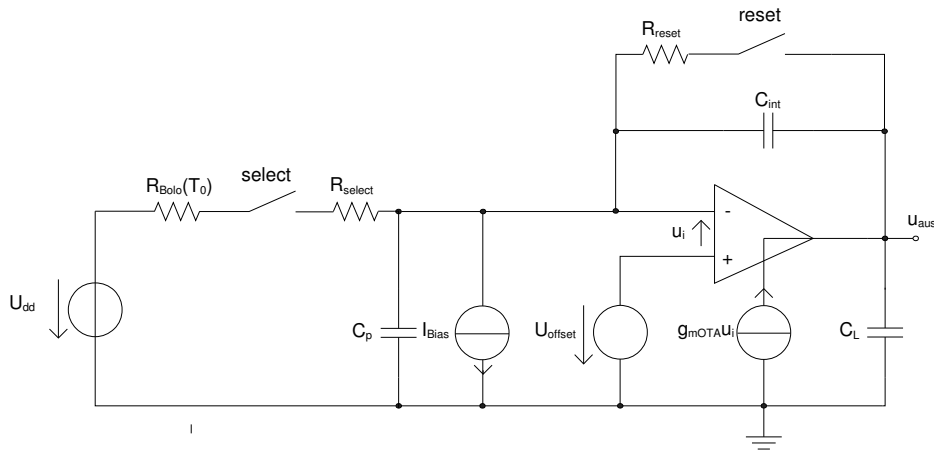 reset
R_reset
C_int
select
R_Bolo(T_0)
R_select
-
u_i
+
u_aus
U_dd
C_p
I_Bias
U_offset
g_mOTA u_i
C_L